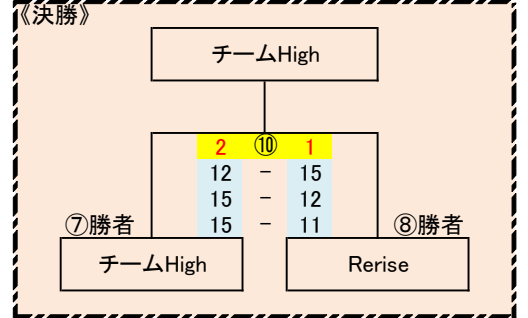 《決勝》
チームHigh
2 ⑩ 1
12 － 15
15 － 12
⑦勝者 15 － 11 ⑧勝者
チームHigh Rerise